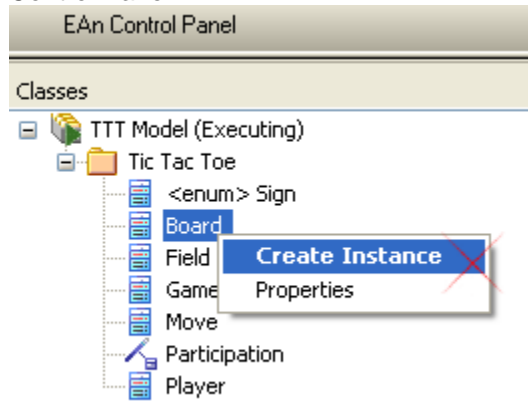 EAn Control Panel
Classes
TTT Model (Executing)
Tic Tac Toe
<enum> Sign
Board
Field
Create Instance
Game
Properties
Move
Participation
Player